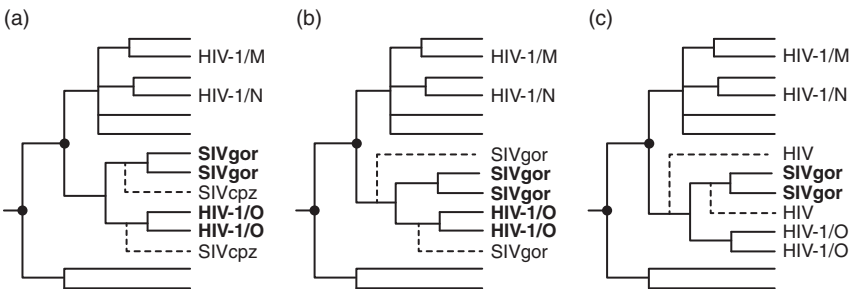 (a)
HIV-1/M
HIV-1/N
SIVgor
SIVgor
SIVcpz
HIV-1/O
HIV-1/O
SIVcpz
(b)
HIV-1/M
HIV-1/N
SIVgor
SIVgor
SIVgor
HIV-1/O
HIV-1/O
SIVgor
(c)
HIV-1/M
HIV-1/N
HIV
SIVgor
SIVgor
HIV
HIV-1/O
HIV-1/O